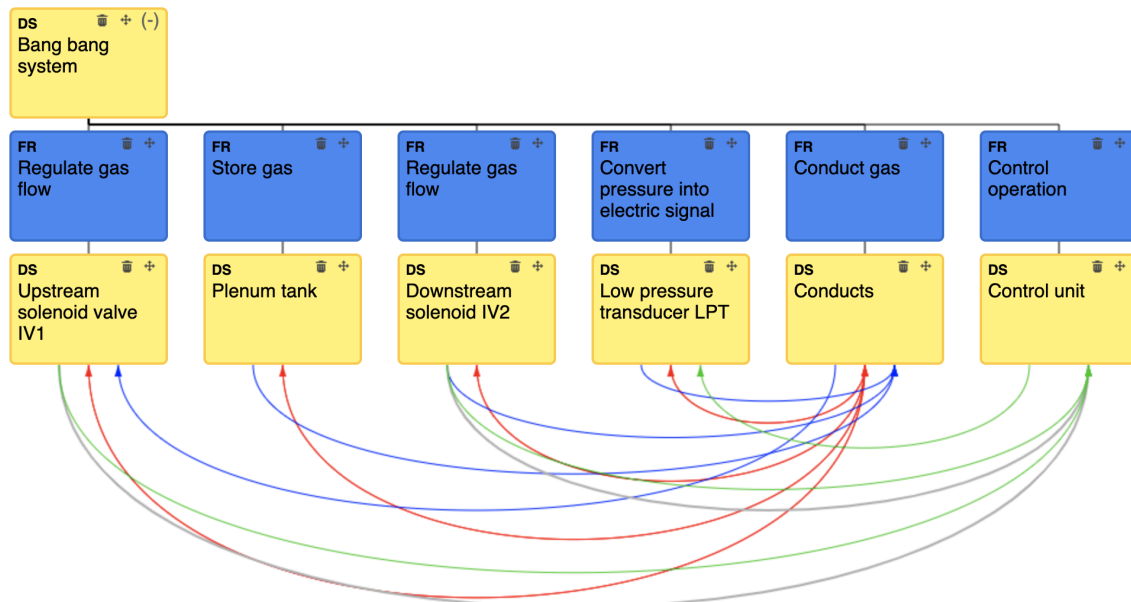 DS (-)
Bang bang
system
FR
Regulate gas
flow
FR
Store gas
FR
Regulate gas
flow
FR
Convert
pressure into
electric signal
FR
Conduct gas
FR
Control
operation
DS
Upstream
solenoid valve
IV1
DS
Plenum tank
DS
Downstream
solenoid IV2
DS
Low pressure
transducer LPT
DS
Conducts
DS
Control unit